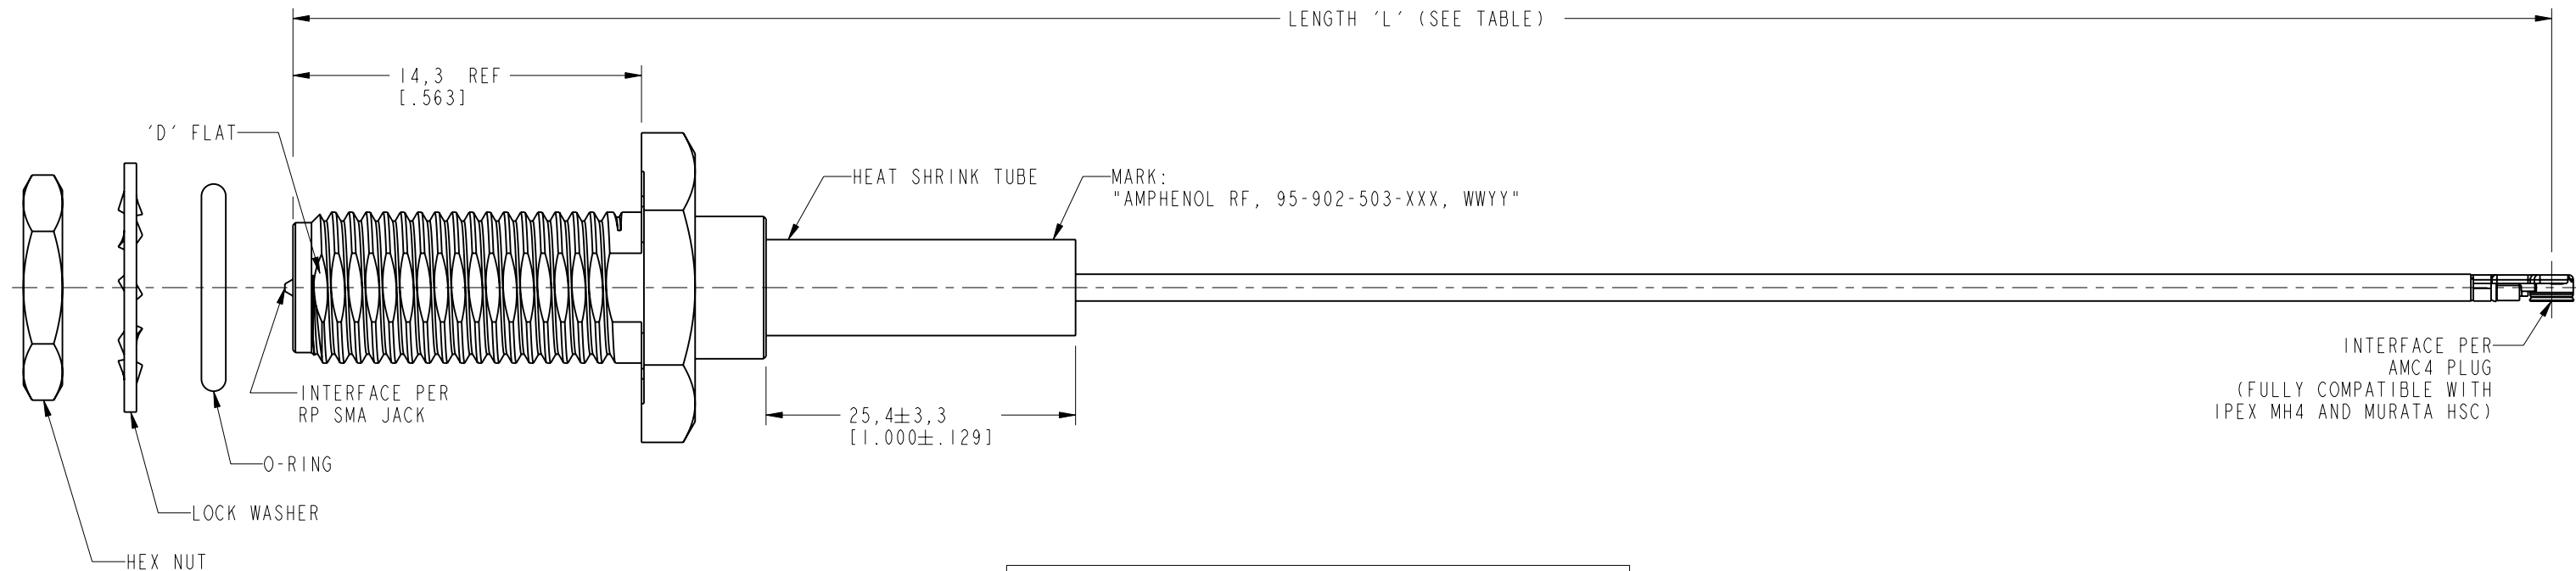 LENGTH 'L' (SEE TABLE)
14,3 REF
[.563]
'D' FLAT
HEAT SHRINK TUBE
MARK:
"AMPHENOL RF, 95-902-503-XXX, WWYY"
INTERFACE PER
RP SMA JACK
25,4±3,3
[1.000±.129]
INTERFACE PER
AMC4 PLUG
(FULLY COMPATIBLE WITH
IPEX MH4 AND MURATA HSC)
O-RING
LOCK WASHER
HEX NUT